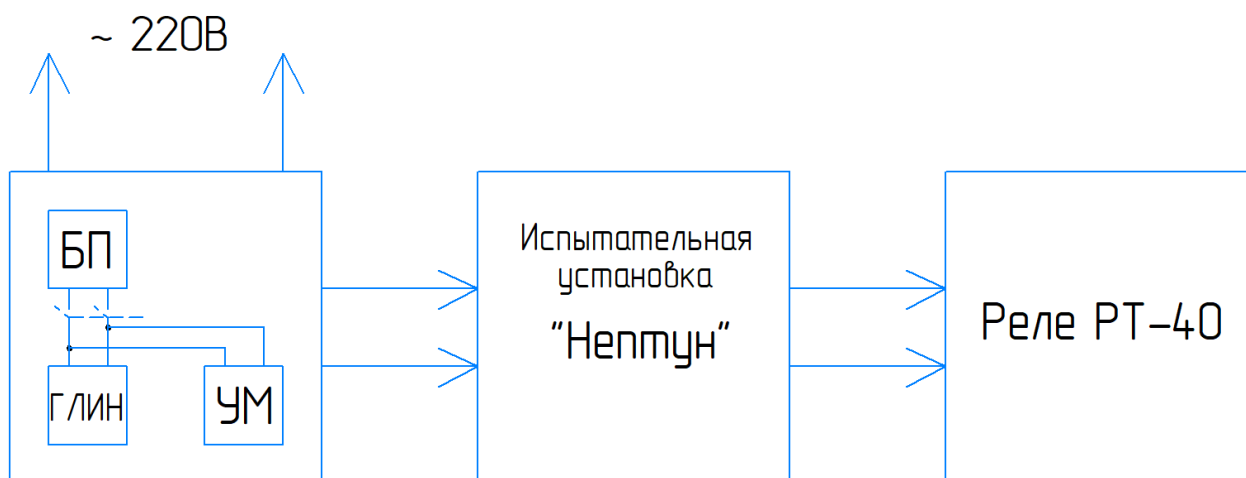 ~ 220В
БП
ГЛИН
УМ
Испытательная
установка
"Нептун"
Реле РТ-40